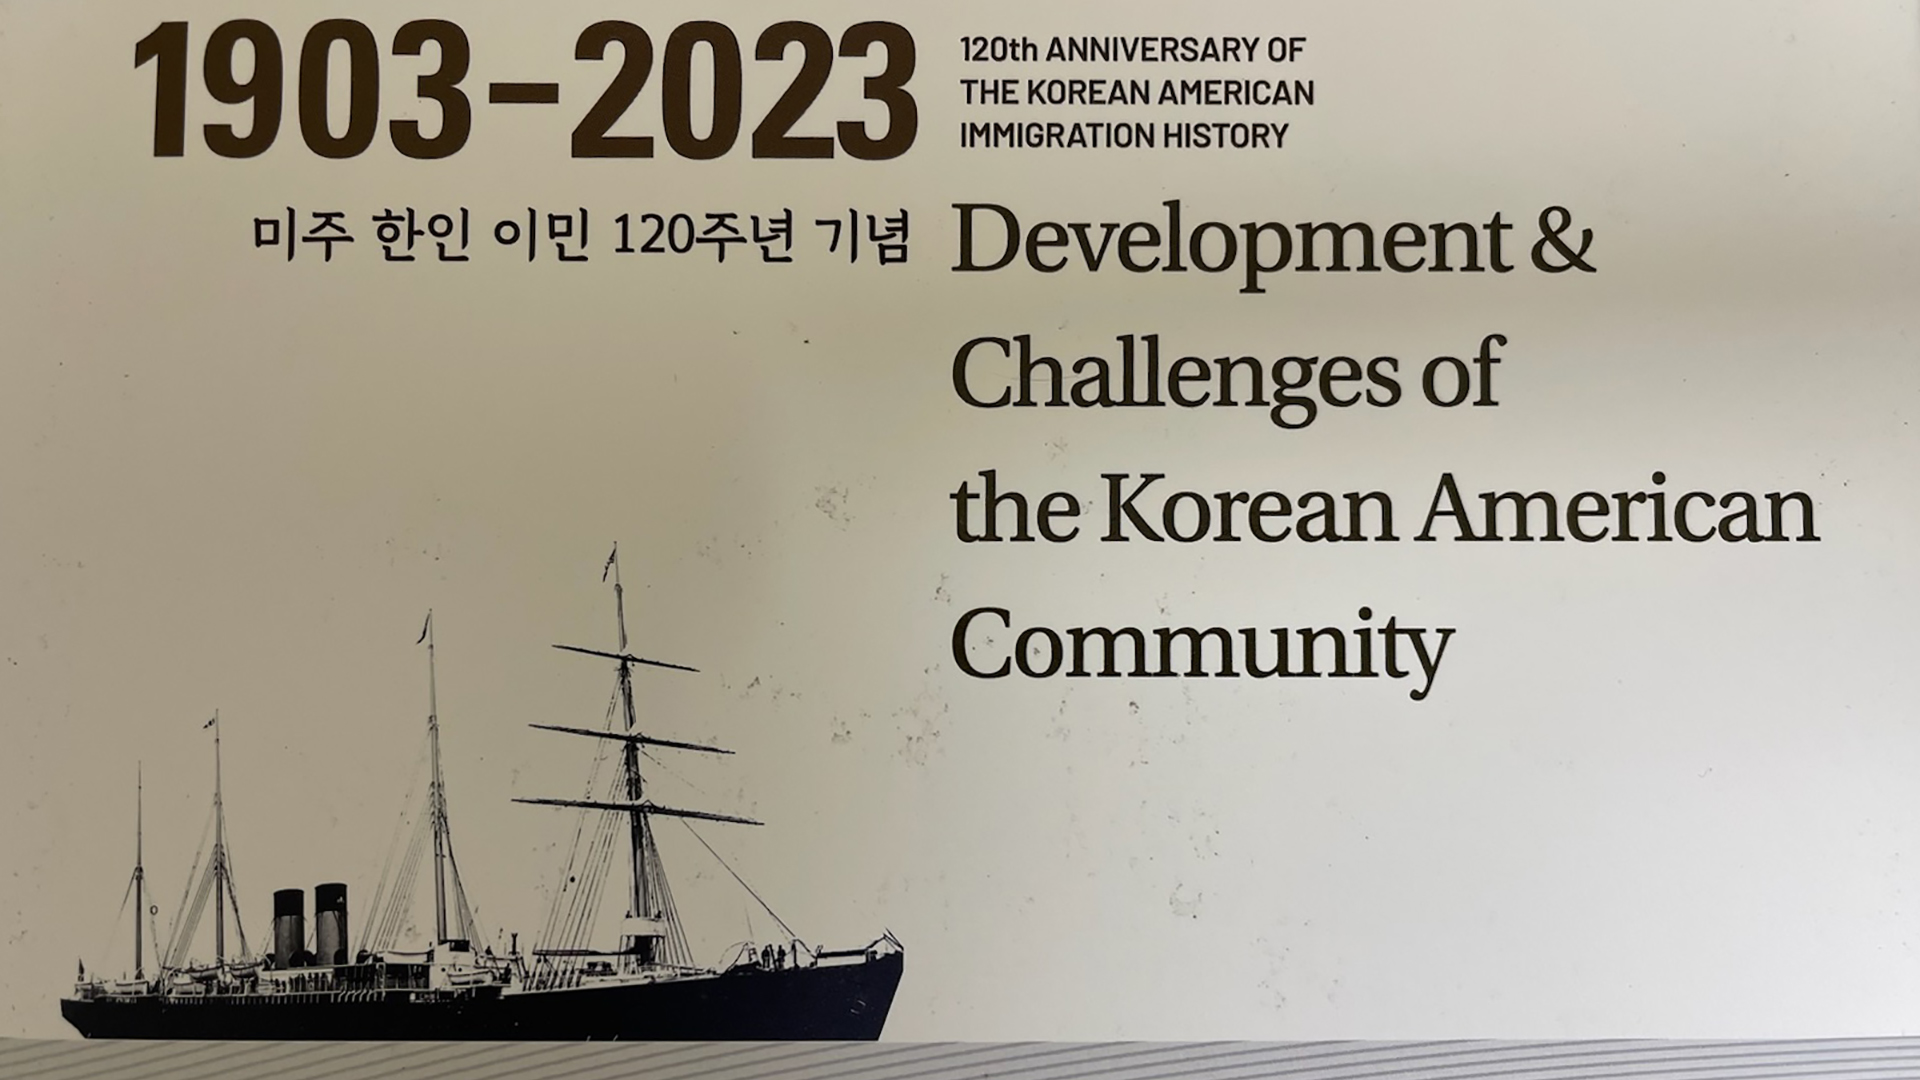 1903–2023
미주 한인 이민 120주년 기념
120th ANNIVERSARY OF
THE KOREAN AMERICAN
IMMIGRATION HISTORY
Development &
Challenges of
the Korean American
Community